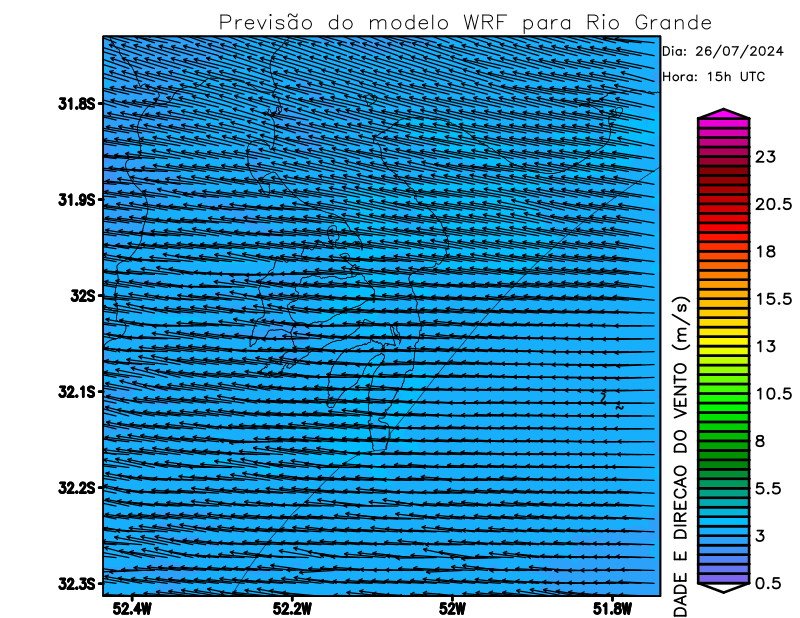 Previsão do modelo WRF para Rio Grande
Dia: 26/07/2024
Hora: 15h UTC
31.8S
31.9S
32S
32.1S
32.2S
32.3S
52.4W
52.2W
52W
51.8W
DADE E DIRECAO DO VENTO (m/s)
23
20.5
18
15.5
13
10.5
8
5.5
3
0.5